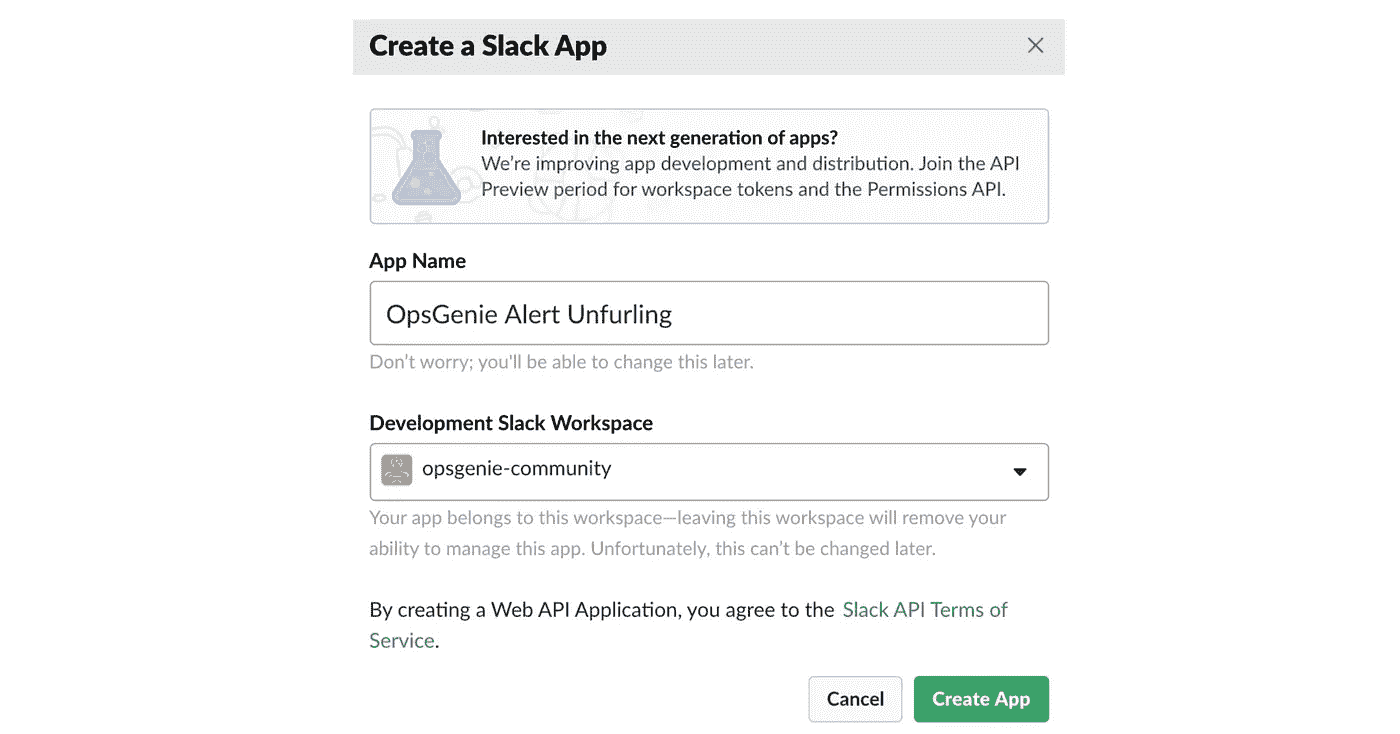 Create a Slack App
Interested in the next generation of apps?
We're improving app development and distribution. Join the API
Preview period for workspace tokens and the Permissions API.
App Name
OpsGenie Alert Unfurling
Don't worry; you'll be able to change this later.
Development Slack Workspace
opsgenie-community
Your app belongs to this workspace—leaving this workspace will remove your
ability to manage this app. Unfortunately, this can't be changed later.
By creating a Web API Application, you agree to the Slack API Terms of
Service.
Cancel Create App